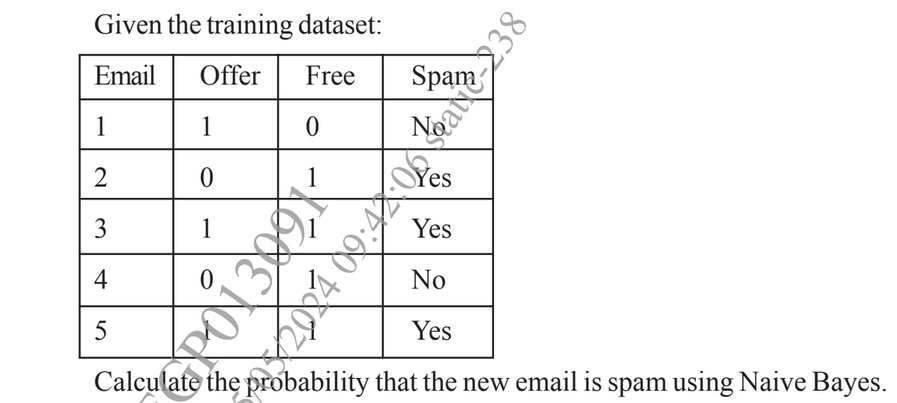 Given the training dataset:
Email Offer Free Spam
1 1 0 No
2 0 1 Yes
3 1 1 Yes
4 0 1 No
5 1 1 Yes
Calculate the probability that the new email is spam using Naive Bayes.
GP013091
/05/2024 09:42:06 static-238